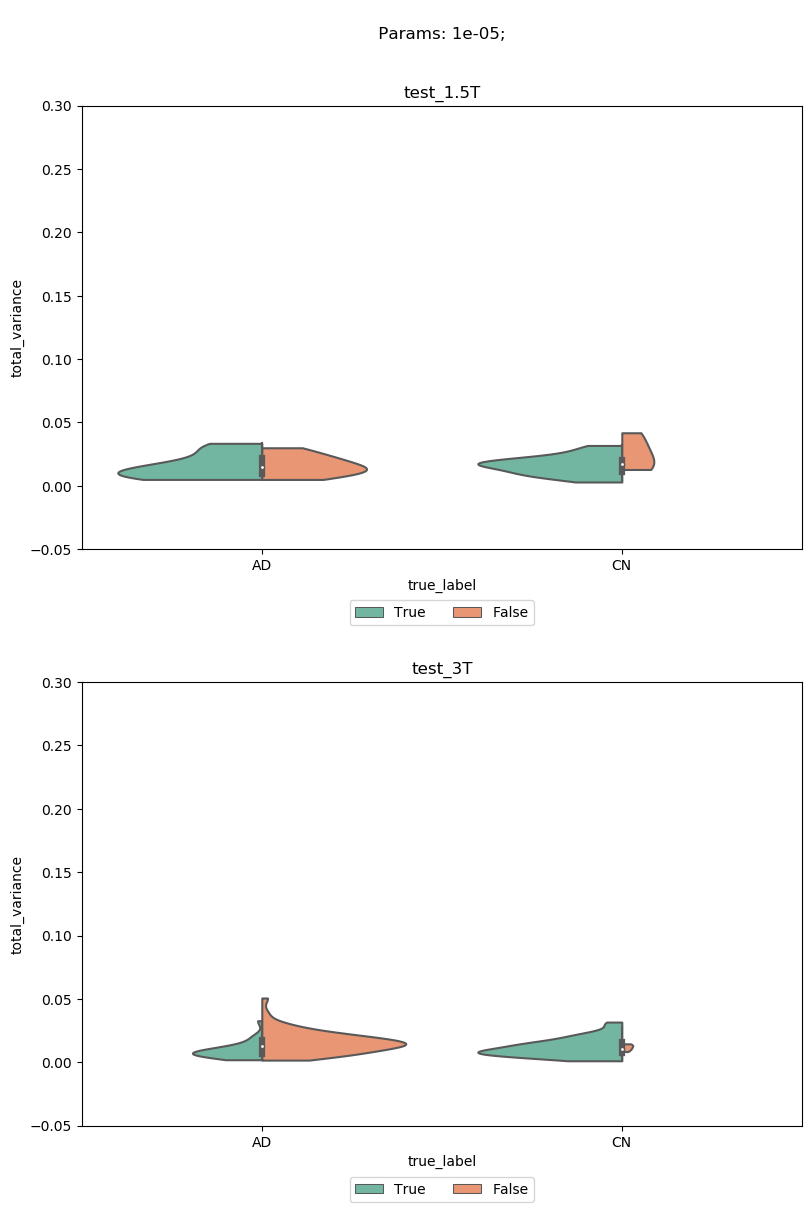 Params: 1e-05;
test_1.5T
0.30
0.25
0.20
0.15
0.10
0.05
0.00
−0.05
total_variance
AD CN
true_label
True False
test_3T
0.30
0.25
0.20
0.15
0.10
0.05
0.00
−0.05
total_variance
AD CN
true_label
True False